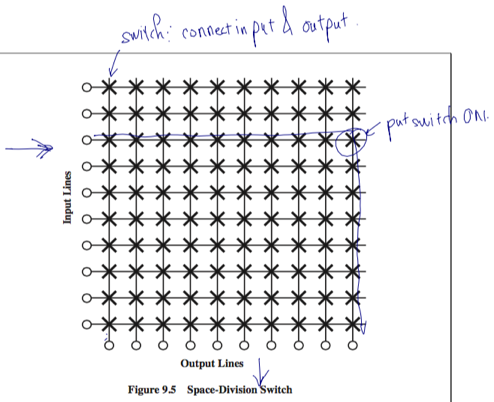 switch: connect input & output.
put switch ON.
Input Lines
Output Lines
Figure 9.5 Space-Division Switch